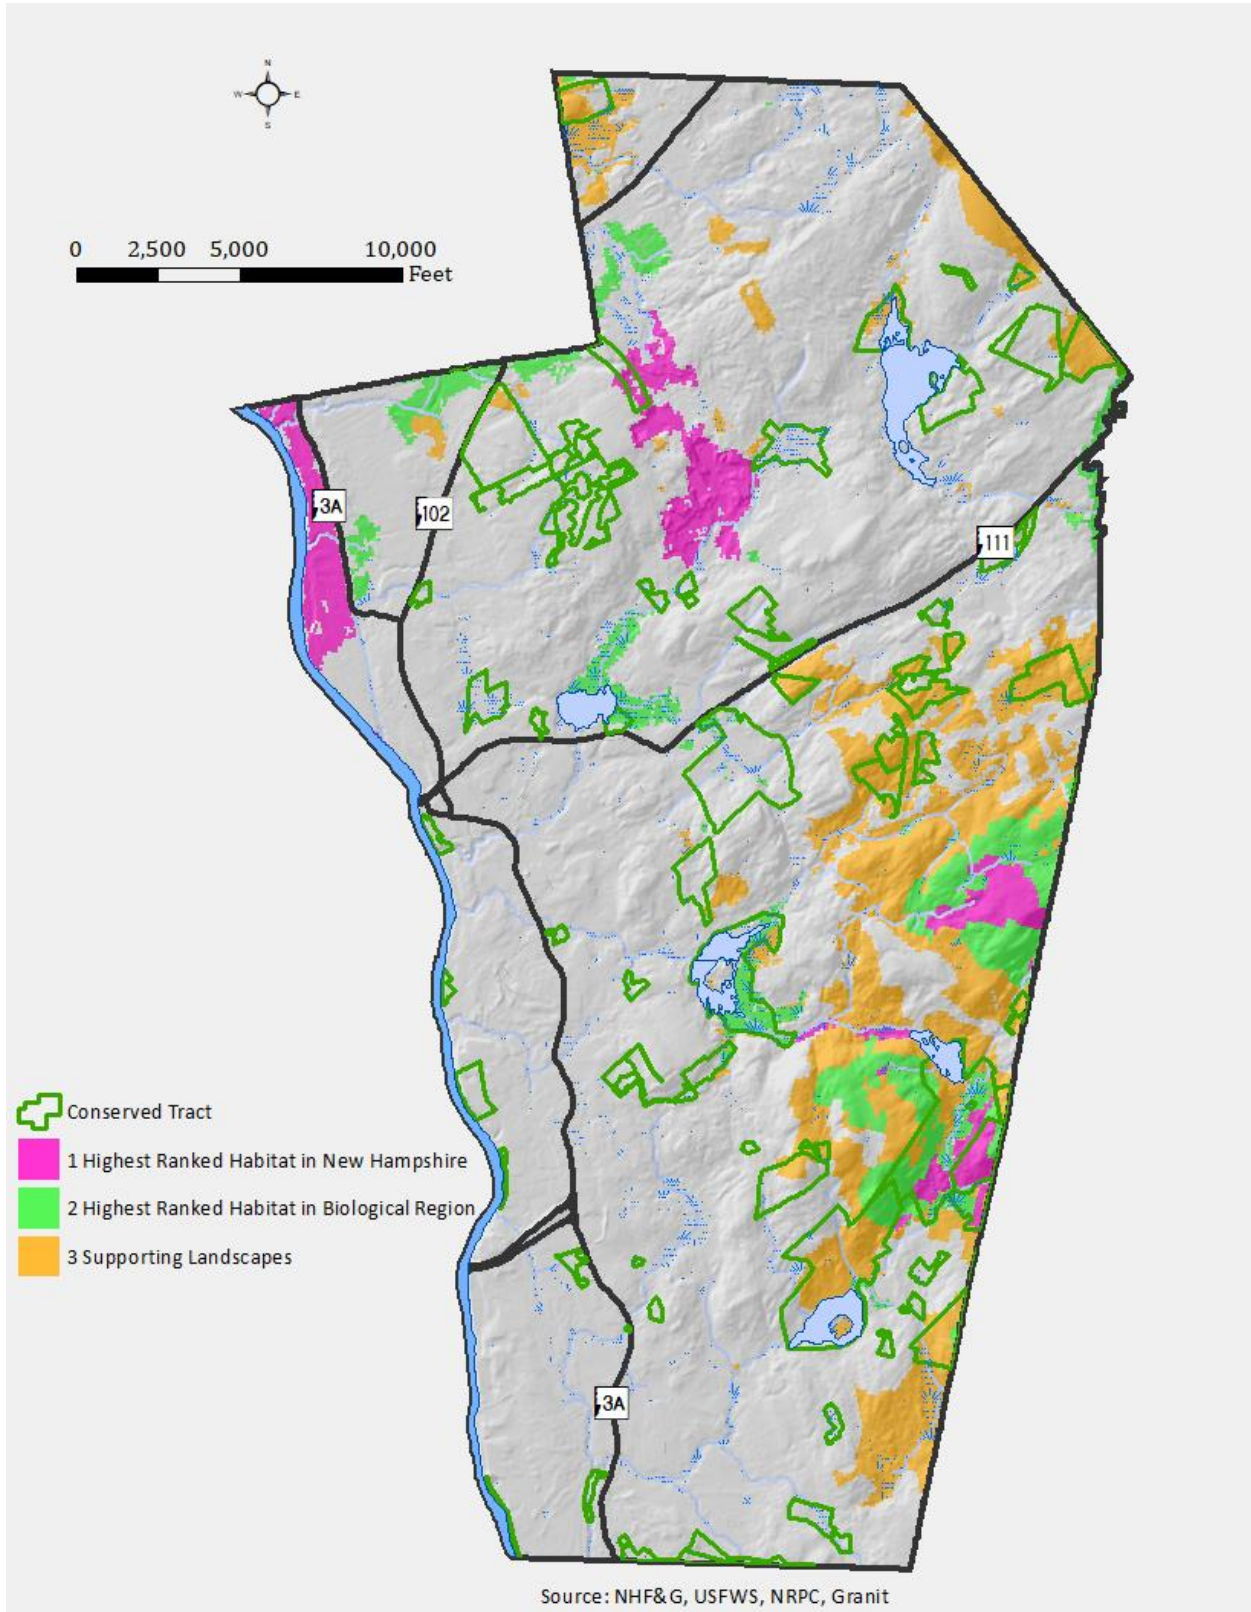 N
W E
S
0 2,500 5,000 10,000
Feet
3A
102
111
Conserved Tract
1 Highest Ranked Habitat in New Hampshire
2 Highest Ranked Habitat in Biological Region
3 Supporting Landscapes
3A
Source: NHF&G, USFWS, NRPC, Granit